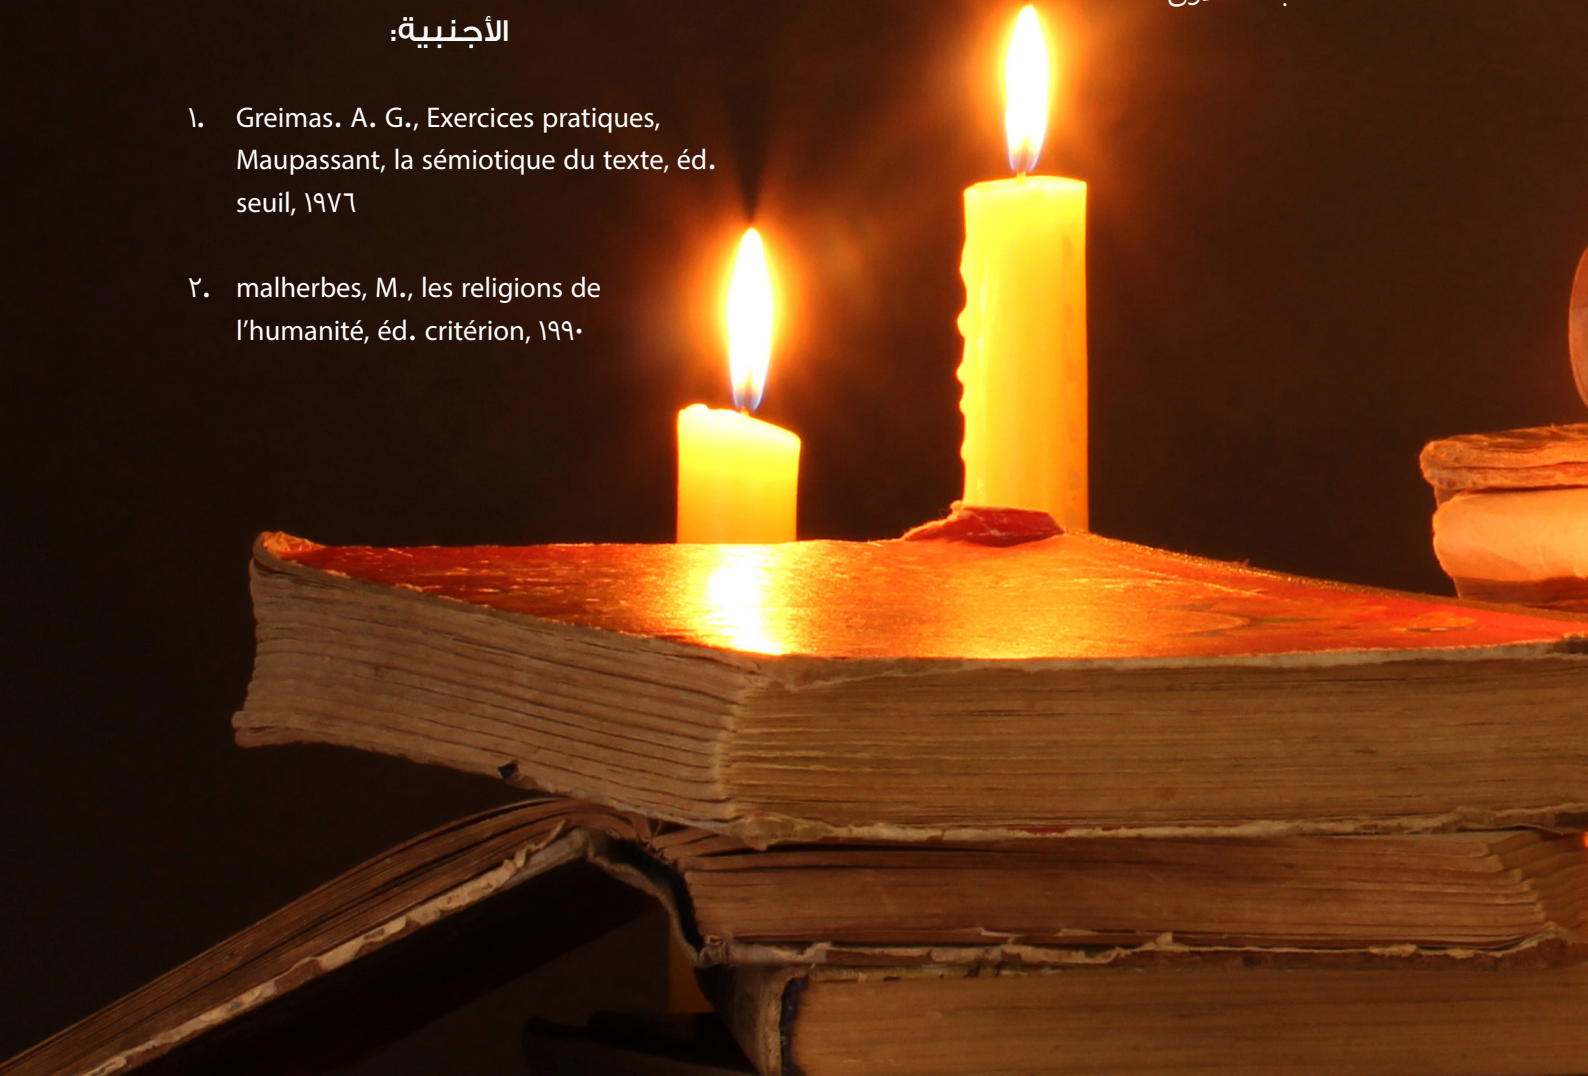 الأجنبية:
١. Greimas. A. G., Exercices pratiques,
Maupassant, la sémiotique du texte, éd.
seuil, ١٩٧٦
٢. malherbes, M., les religions de
l’humanité, éd. critérion, ١٩٩٠